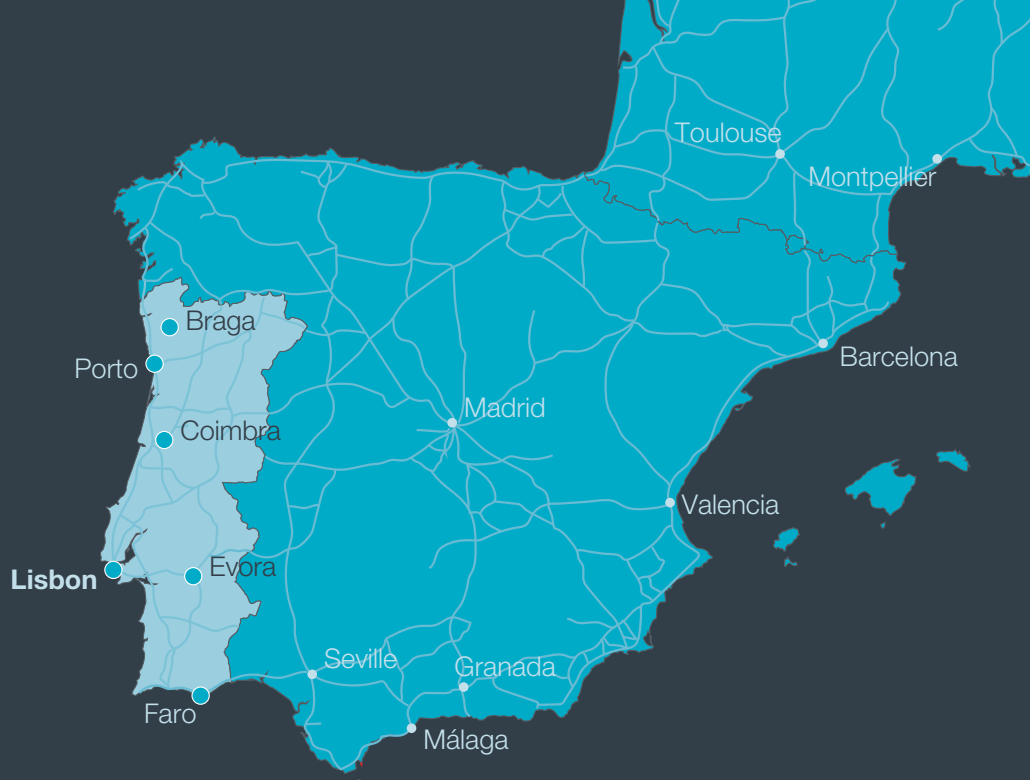 Toulouse
Montpellier
Braga
Porto
Barcelona
Madrid
Coimbra
Valencia
Evora
Lisbon
Seville
Granada
Faro
Málaga